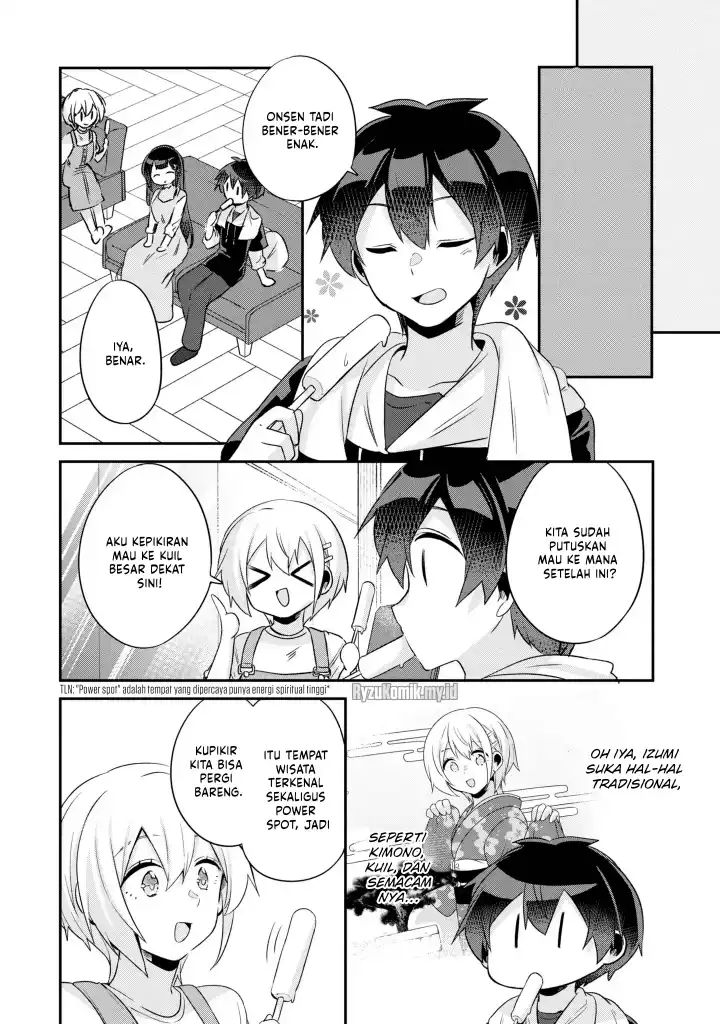 ONSEN TADI
BENER-BENER
ENAK.
IYA,
BENAR.
KITA SUDAH
PUTUSKAN
MAU KE MANA
SETELAH INI?
AKU KEPIKIRAN
MAU KE KUIL
BESAR DEKAT
SINI!
TLN: "Power spot" adalah tempat yang dipercaya punya energi spiritual tinggi*
RyzuKomik.my.id
OH IYA, IZUMI
SUKA HAL-HAL
TRADISIONAL,
SEPERTI
KIMONO,
KUIL, DAN
SEMACAM
NYA...
ITU TEMPAT
WISATA
TERKENAL
SEKALIGUS
POWER
SPOT, JADI
KUPIKIR
KITA BISA
PERGI
BARENG.